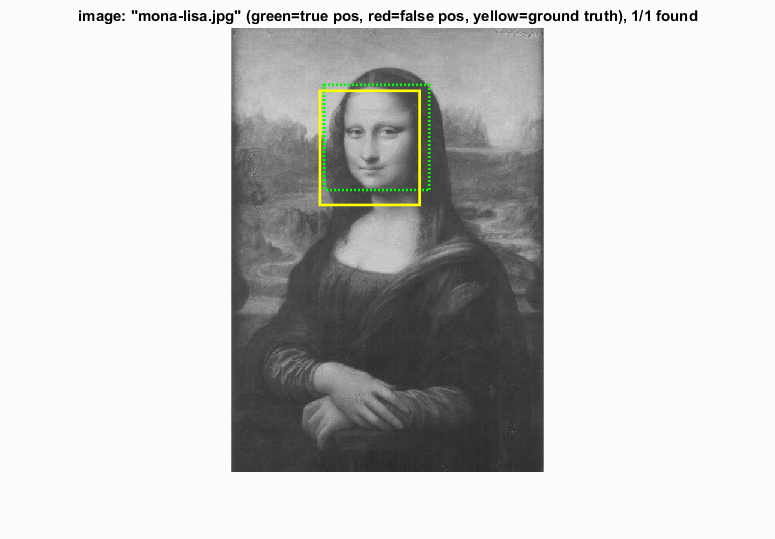 image: "mona-lisa.jpg" (green=true pos, red=false pos, yellow=ground truth), 1/1 found